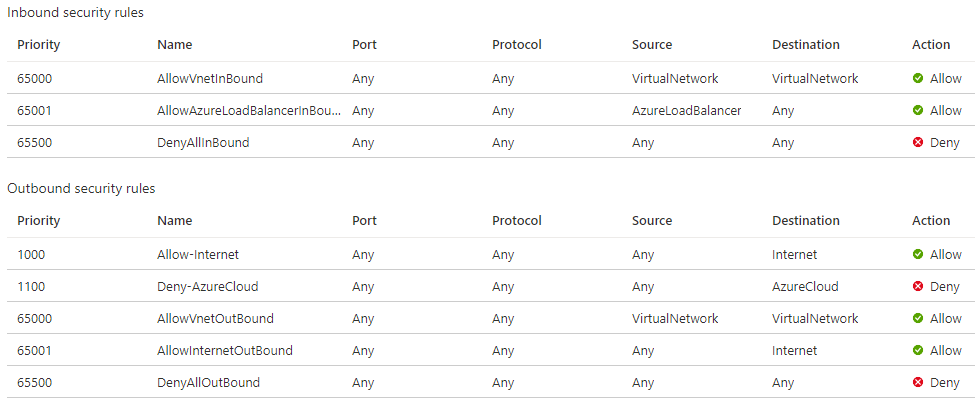 Inbound security rules
Priority Name Port Protocol Source Destination Action
65000 AllowVnetInBound Any Any VirtualNetwork VirtualNetwork Allow
65001 AllowAzureLoadBalancerInBou... Any Any AzureLoadBalancer Any Allow
65500 DenyAllInBound Any Any Any Any Deny
Outbound security rules
Priority Name Port Protocol Source Destination Action
1000 Allow-Internet Any Any Any Internet Allow
1100 Deny-AzureCloud Any Any Any AzureCloud Deny
65000 AllowVnetOutBound Any Any VirtualNetwork VirtualNetwork Allow
65001 AllowInternetOutBound Any Any Any Internet Allow
65500 DenyAllOutBound Any Any Any Any Deny